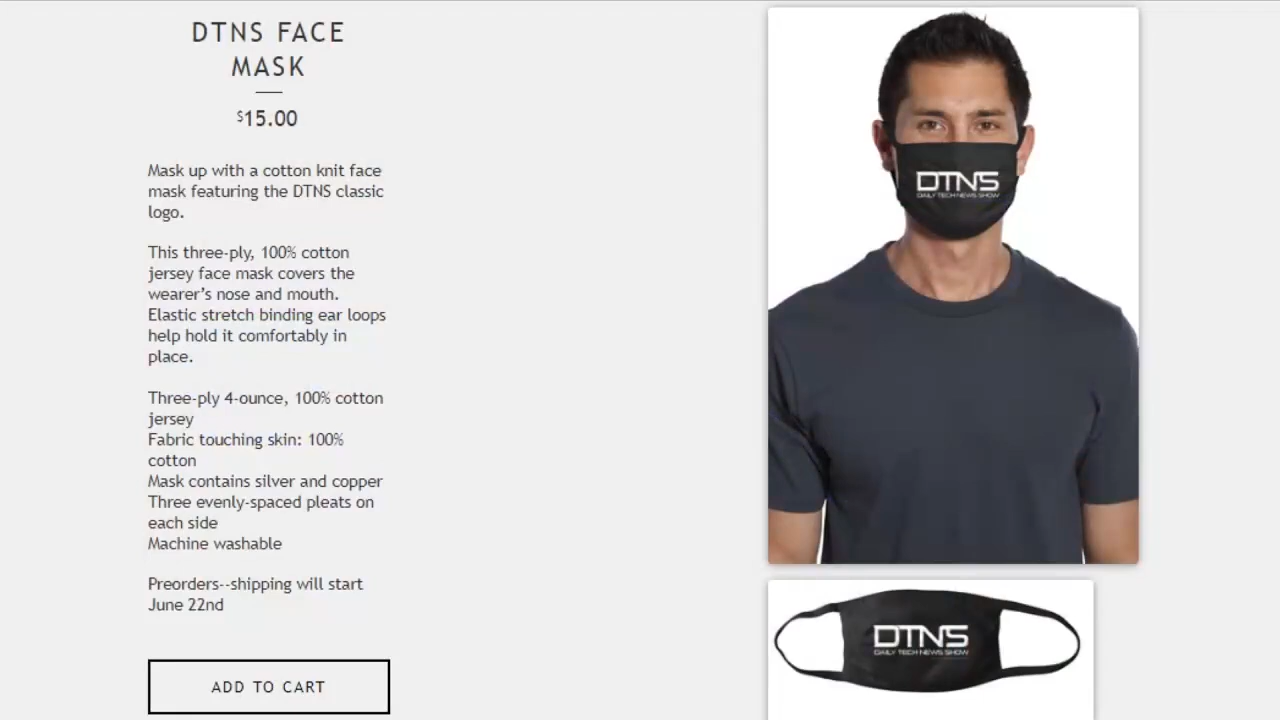 DTNS FACE
MASK
$15.00
Mask up with a cotton knit face
mask featuring the DTNS classic
logo.
This three-ply, 100% cotton
jersey face mask covers the
wearer's nose and mouth.
Elastic stretch binding ear loops
help hold it comfortably in
place.
Three-ply 4-ounce, 100% cotton
jersey
Fabric touching skin: 100%
cotton
Mask contains silver and copper
Three evenly-spaced pleats on
each side
Machine washable
Preorders--shipping will start
June 22nd
ADD TO CART
DTNS
DAILY TECH NEWS SHOW
DTNS
DAILY TECH NEWS SHOW